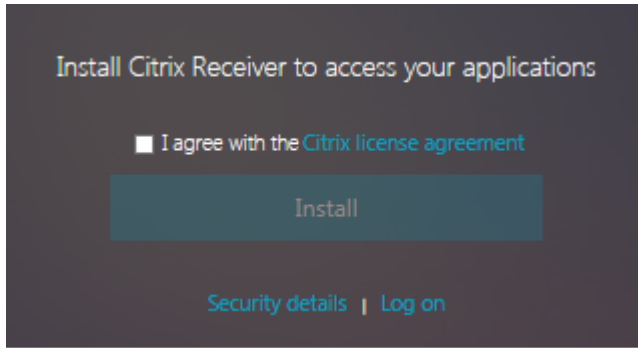 Install Citrix Receiver to access your applications
I agree with the Citrix license agreement
Install
Security details | Log on